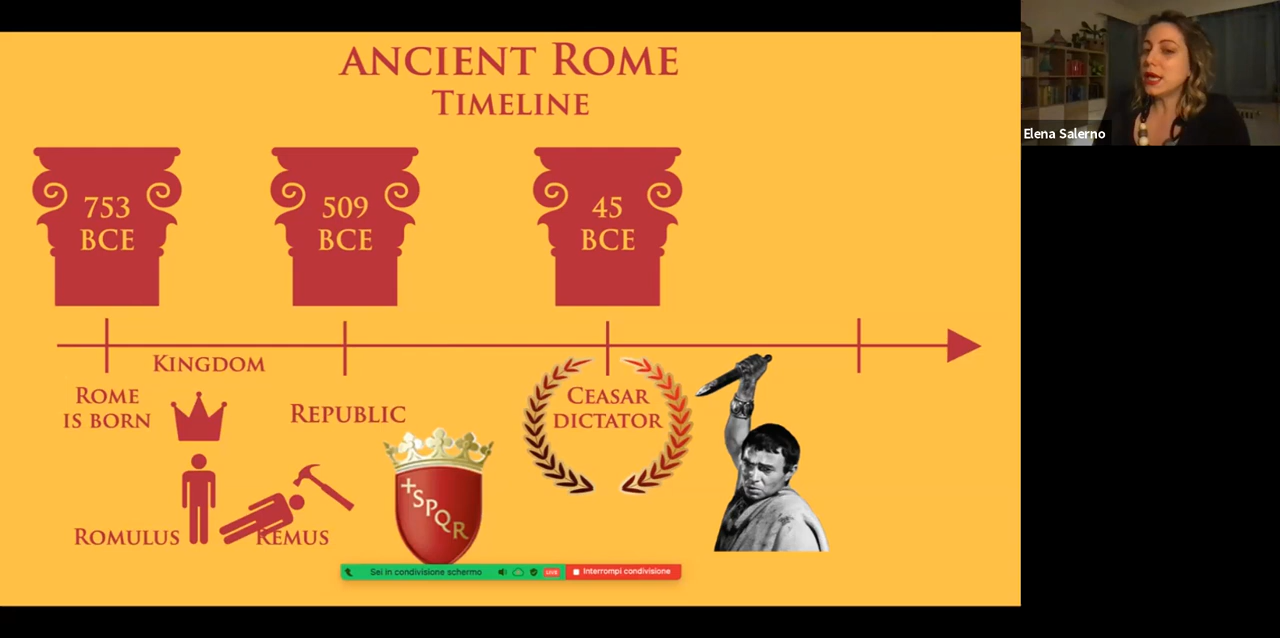 ANCIENT ROME
TIMELINE
753
BCE
509
BCE
45
BCE
KINGDOM
ROME
IS BORN
REPUBLIC
CEASAR
DICTATOR
+SPQR
ROMULUS
REMUS
Sei in condivisione schermo
LIVE
Interrompi condivisione
Elena Salerno